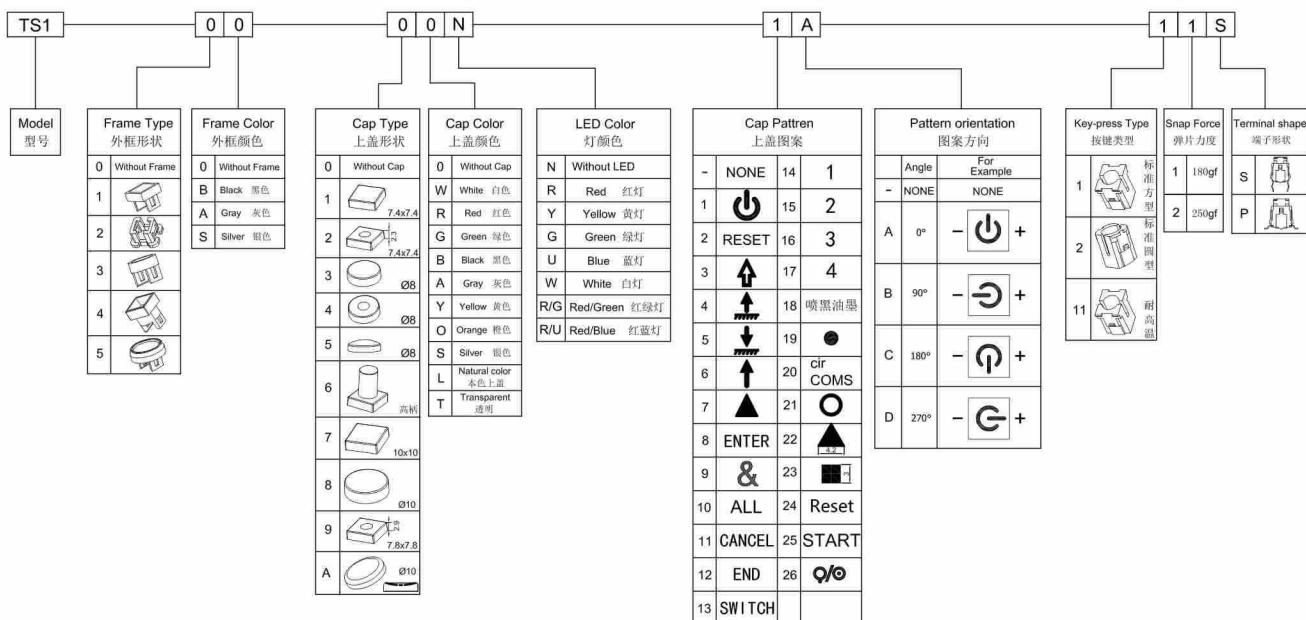 TS1 0 0 0 0 N 1 A 1 1 S
Model
型号
Frame Type
外框形状
0 Without Frame
1
2
3
4
5
Frame Color
外框颜色
0 Without Frame
B Black 黑色
A Gray 灰色
S Silver 银色
Cap Type
上盖形状
0 Without Cap
1 7.4x7.4
2 2.3 7.4x7.4
3 Ø8
4 Ø8
5 Ø8
6 高柄
7 10x10
8 Ø10
9 2.9 7.8x7.8
A Ø10
Cap Color
上盖颜色
0 Without Cap
W White 白色
R Red 红色
G Green 绿色
B Black 黑色
A Gray 灰色
Y Yellow 黄色
O Orange 橙色
S Silver 银色
L Natural color
本色上盖
T Transparent
透明
LED Color
灯颜色
N Without LED
R Red 红灯
Y Yellow 黄灯
G Green 绿灯
U Blue 蓝灯
W White 白灯
R/G Red/Green 红绿灯
R/U Red/Blue 红蓝灯
Cap Pattren
上盖图案
- NONE 14 1
1 15 2
2 RESET 16 3
3 17 4
4 18 喷黑油墨
5 19
6 20 cir
COMS
7 21
8 ENTER 22 4.2
9 & 23 3
10 ALL 24 Reset
11 CANCEL 25 START
12 END 26
13 SWITCH
Pattern orientation
图案方向
Angle For
Example
- NONE NONE
A 0° - +
B 90° - +
C 180° - +
D 270° - +
Key-press Type
按键类型
1 标准方型
2 标准圆型
11 耐高温
Snap Force
弹片力度
1 180gf
2 250gf
Terminal shape
端子形状
S
P